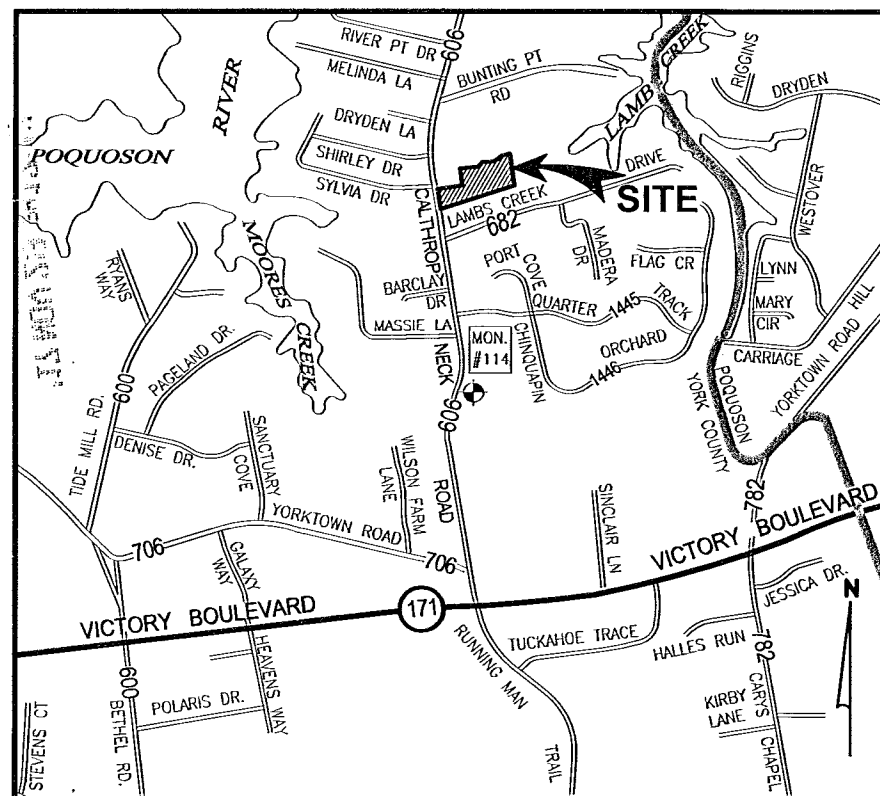 RIVER PT DR
MELINDA LA
609
BUNTING PT
RD
LAMB CREEK
RIGGINS
DRYDEN
POQUOSON
RIVER
DRYDEN LA
SHIRLEY DR
SYLVIA DR
CALTHROP
LAMBS CREEK
DRIVE
682
SITE
WESTOVER
MOORES
CREEK
RYANS
WAY
BARCLAY
DR
MASSIE LA
PORT
COVE
MADERA
DR
FLAG CR
QUARTER
1445
TRACK
CHINQUAPIN
ORCHARD
1446
LYNN
MARY
CIR
CARRIAGE
YORKTOWN ROAD HILL
POQUOSON
YORK COUNTY
MON.
#114
NECK
609
ROAD
PAGELAND DR.
600
TIDE MILL RD.
DENISE DR.
SANCTUARY
COVE
WILSON FARM
LANE
YORKTOWN ROAD
706
706
GALAXY
WAY
SINCLAIR LN
VICTORY BOULEVARD
782
JESSICA DR.
N
VICTORY BOULEVARD
171
TUCKAHOE TRACE
HALLES RUN
RUNNING MAN
TRAIL
HEAVENS WAY
600
BETHEL RD.
POLARIS DR.
STEVENS CT
782
KIRBY
LANE
CARYS
CHAPEL